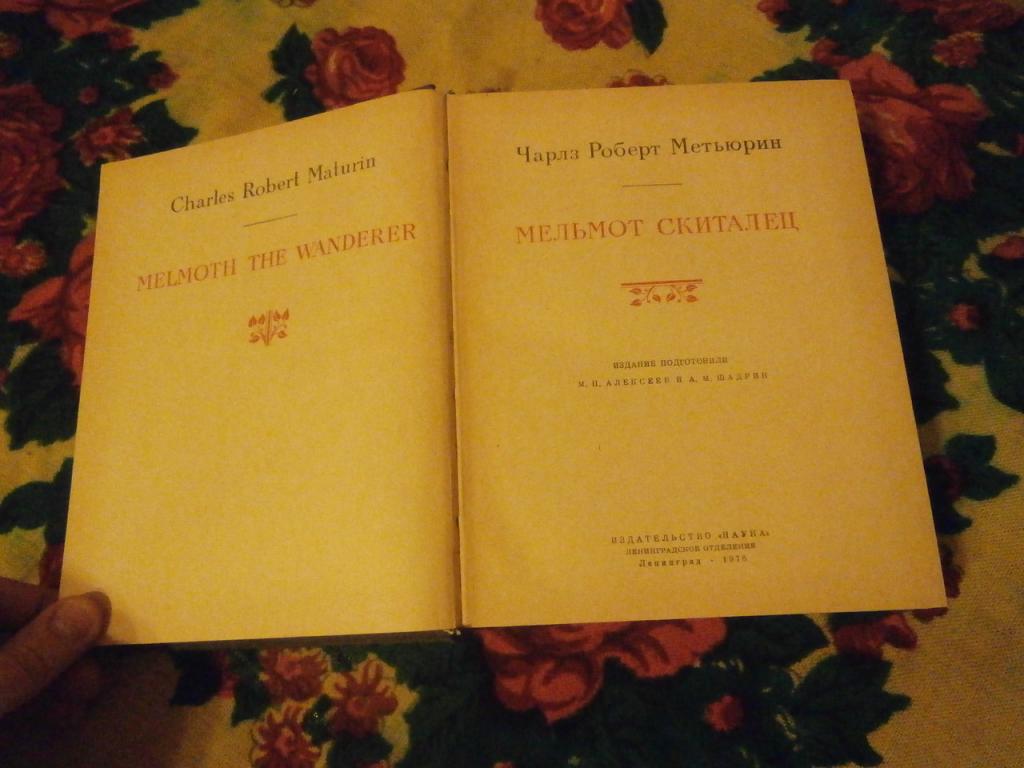 Charles Robert Maturin
MELMOTH THE WANDERER
Чарлз Роберт Метьюрин
МЕЛЬМОТ СКИТАЛЕЦ
ИЗДАНИЕ ПОДГОТОВИЛИ
М. П. АЛЕКСЕЕВ И А. М. ШАДРИН
ИЗДАТЕЛЬСТВО «НАУКА»
ЛЕНИНГРАДСКОЕ ОТДЕЛЕНИЕ
Ленинград · 1976